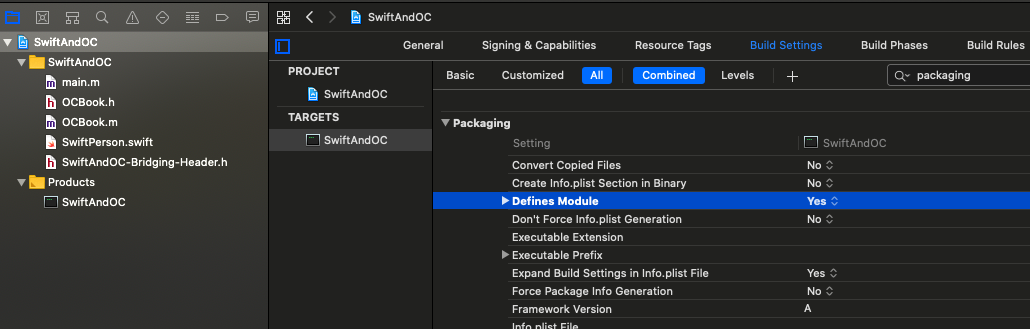 SwiftAndOC
General Signing & Capabilities Resource Tags Build Settings Build Phases Build Rules
Basic Customized All Combined Levels + packaging
SwiftAndOC
SwiftAndOC
main.m
OCBook.h
OCBook.m
SwiftPerson.swift
SwiftAndOC-Bridging-Header.h
Products
SwiftAndOC
PROJECT
SwiftAndOC
TARGETS
SwiftAndOC
Packaging
Setting SwiftAndOC
Convert Copied Files No
Create Info.plist Section in Binary No
Defines Module Yes
Don't Force Info.plist Generation No
Executable Extension
Executable Prefix
Expand Build Settings in Info.plist File Yes
Force Package Info Generation No
Framework Version A
Info.plist File